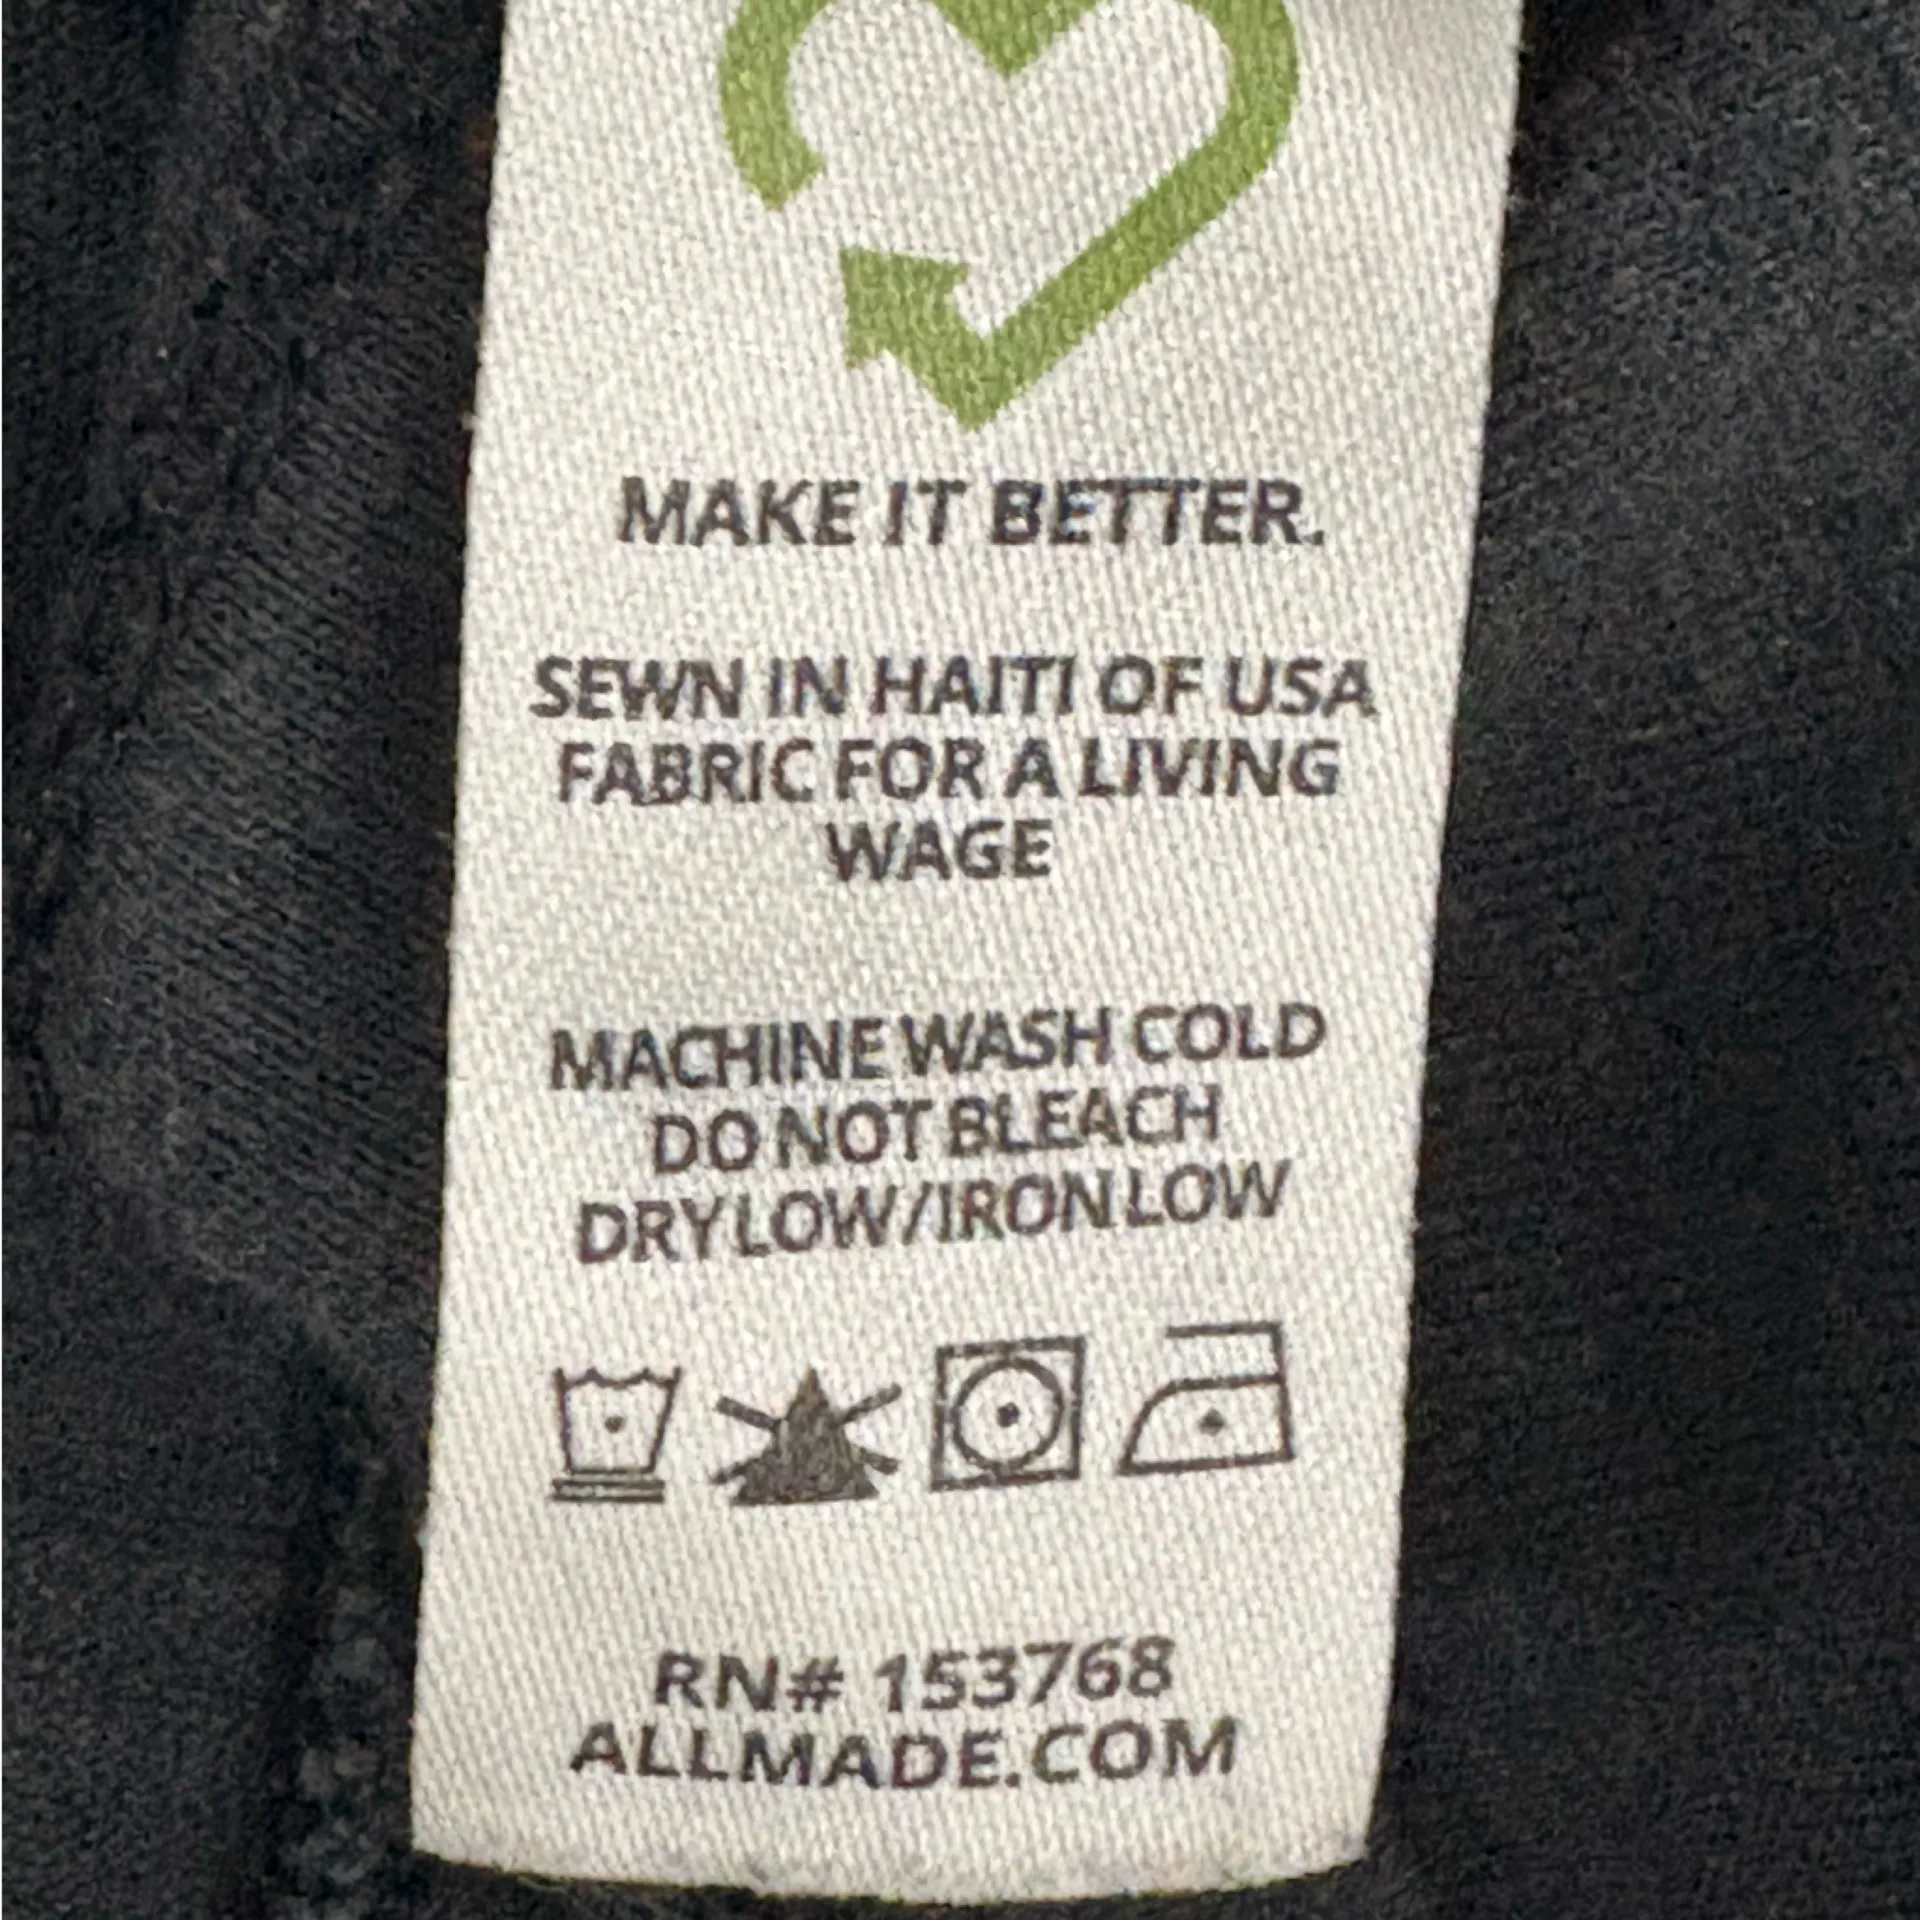 MAKE IT BETTER.
SEWN IN HAITI OF USA
FABRIC FOR A LIVING
WAGE
MACHINE WASH COLD
DO NOT BLEACH
DRY LOW/IRON LOW
RN# 153768
ALLMADE.COM